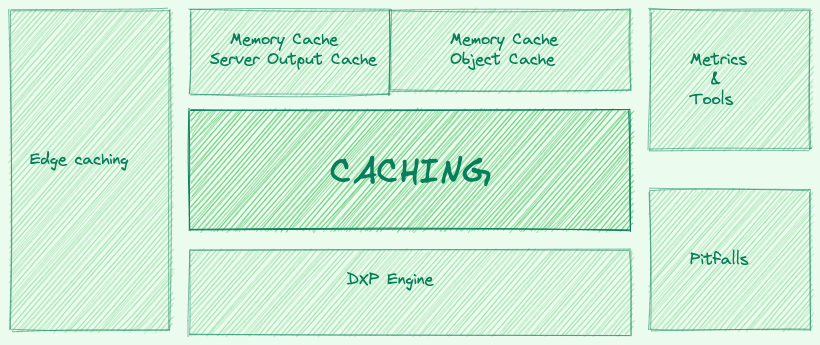 Memory Cache
Server Output Cache
Memory Cache
Object Cache
Metrics
&
Tools
Edge caching
CACHING
DXP Engine
Pitfalls